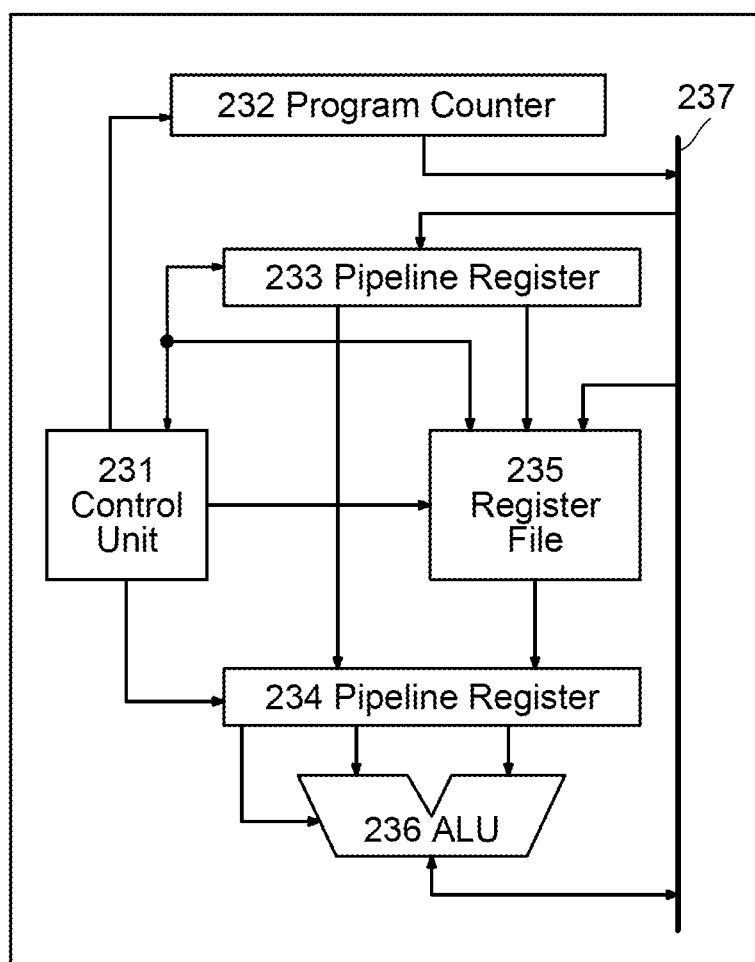 232 Program Counter
237
233 Pipeline Register
231
Control
Unit
235
Register
File
234 Pipeline Register
236 ALU